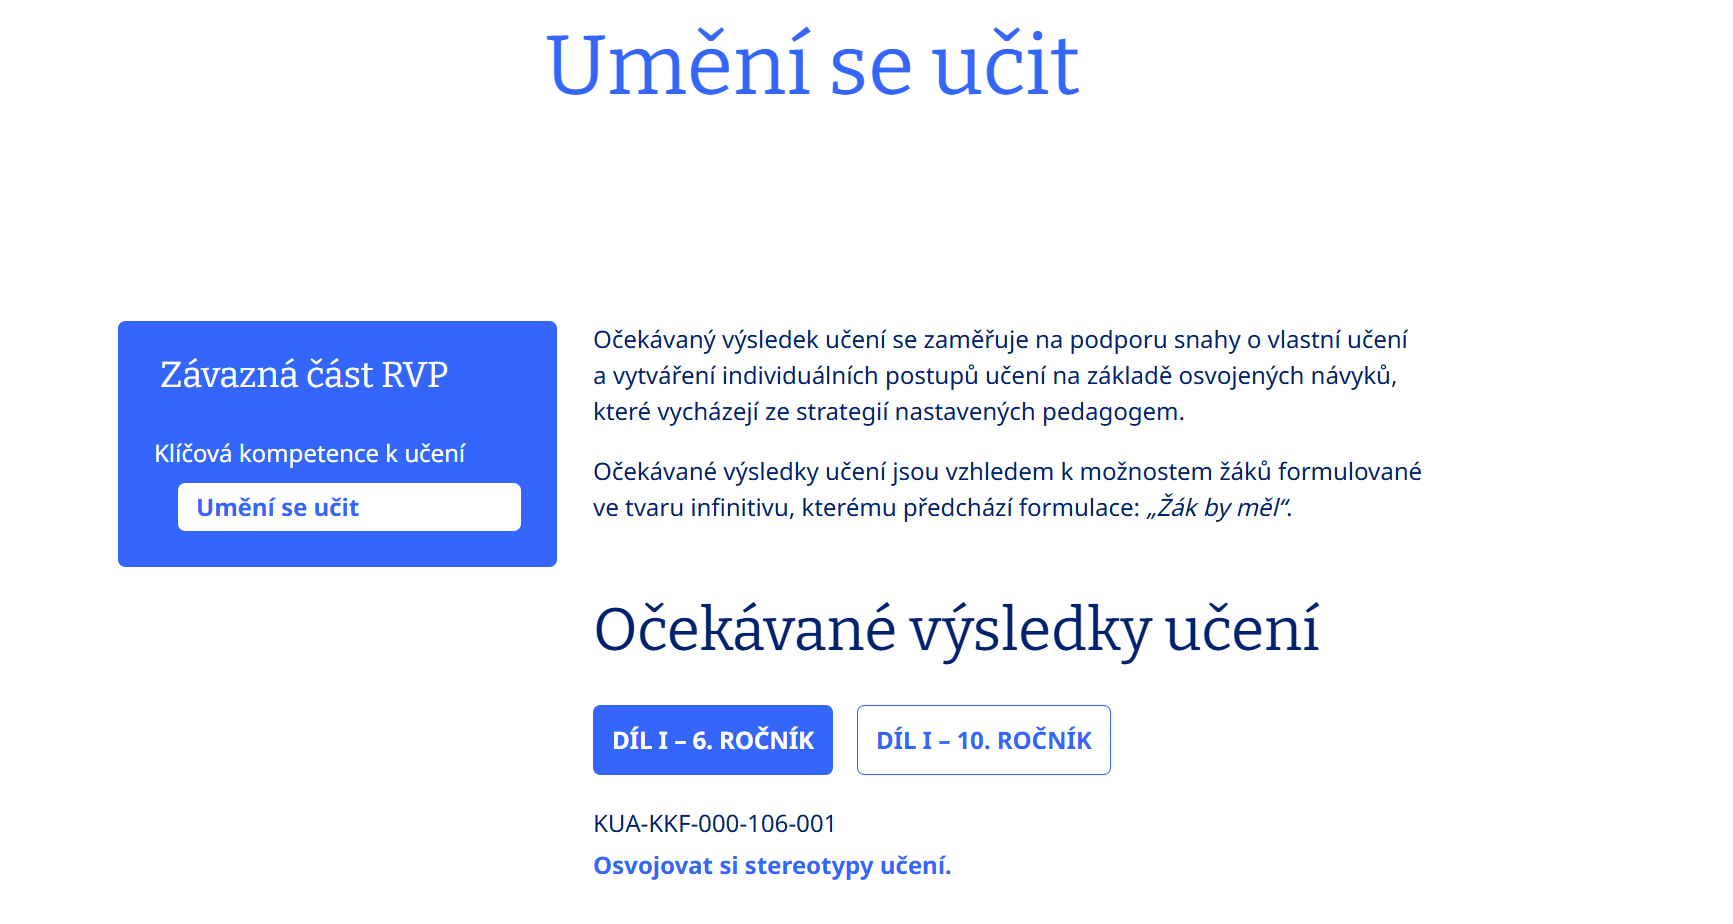 Umění se učit
Závazná část RVP
Klíčová kompetence k učení
Umění se učit
Očekávaný výsledek učení se zaměřuje na podporu snahy o vlastní učení
a vytváření individuálních postupů učení na základě osvojených návyků,
které vycházejí ze strategií nastavených pedagogem.
Očekávané výsledky učení jsou vzhledem k možnostem žáků formulované
ve tvaru infinitivu, kterému předchází formulace: „Žák by měl“.
Očekávané výsledky učení
DÍL I – 6. ROČNÍK
DÍL I – 10. ROČNÍK
KUA-KKF-000-106-001
Osvojovat si stereotypy učení.